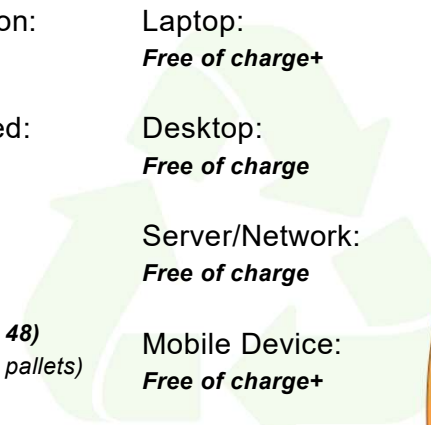 on:
ed:
48)
pallets)
Laptop:
Free of charge+
Desktop:
Free of charge
Server/Network:
Free of charge
Mobile Device:
Free of charge+